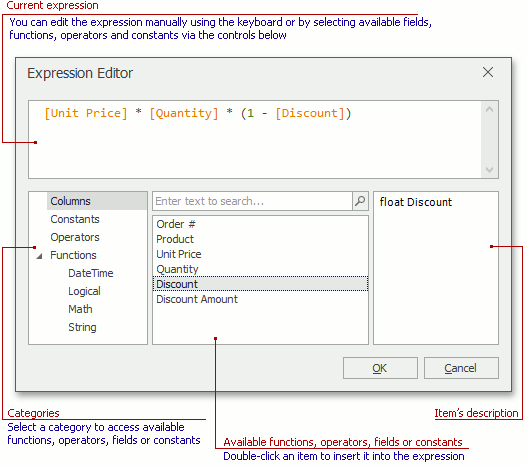 Current expression
You can edit the expression manually using the keyboard or by selecting available fields,
functions, operators and constants via the controls below
Expression Editor
[Unit Price] * [Quantity] * (1 - [Discount])
Columns
Constants
Operators
Functions
DateTime
Logical
Math
String
Enter text to search...
Order #
Product
Unit Price
Quantity
Discount
Discount Amount
float Discount
OK
Cancel
Categories
Select a category to access available
functions, operators, fields or constants
Available functions, operators, fields or constants
Double-click an item to insert it into the expression
Item's description